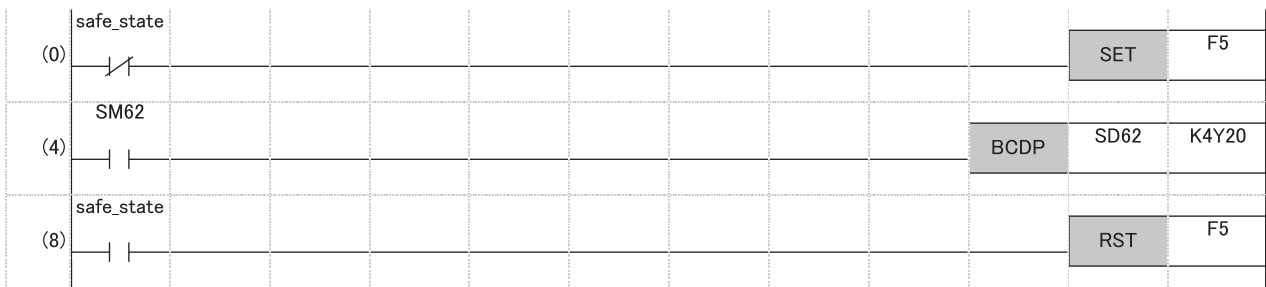 safe_state
(0) SET F5
SM62
(4) BCDP SD62 K4Y20
safe_state
(8) RST F5